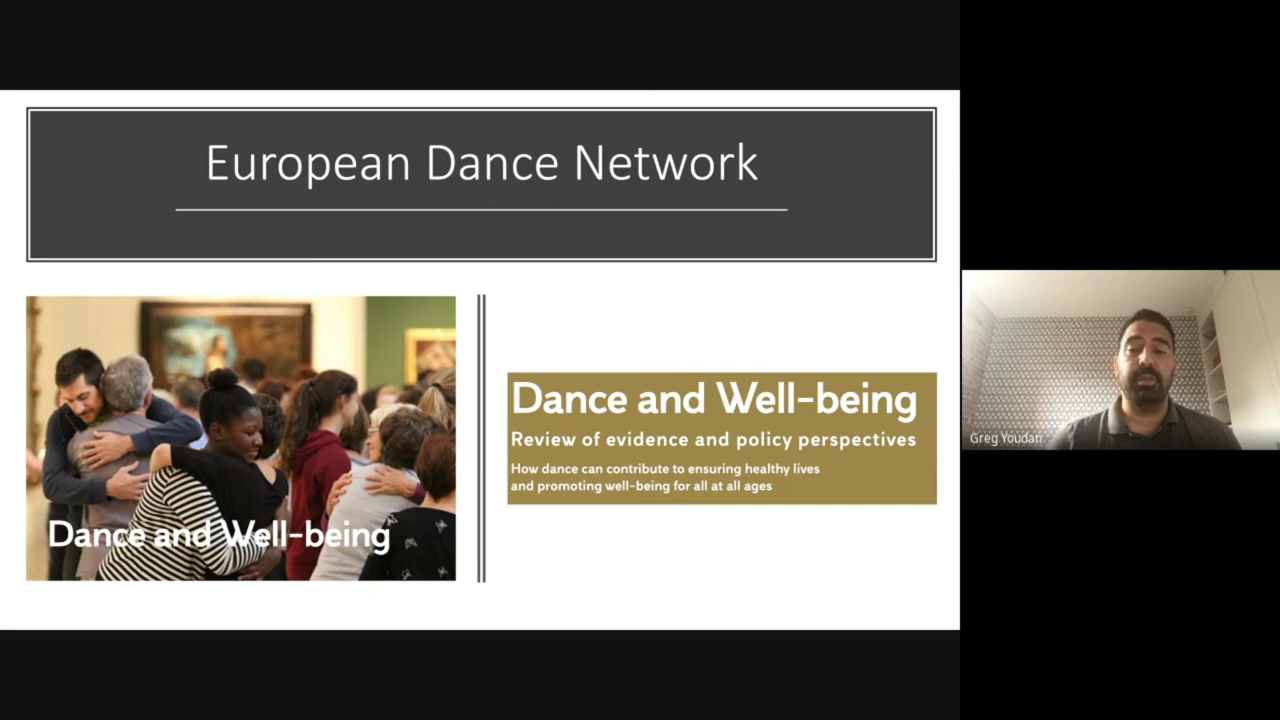 European Dance Network
Dance and Well-being
Dance and Well-being
Review of evidence and policy perspectives
How dance can contribute to ensuring healthy lives
and promoting well-being for all at all ages
Greg Youdan